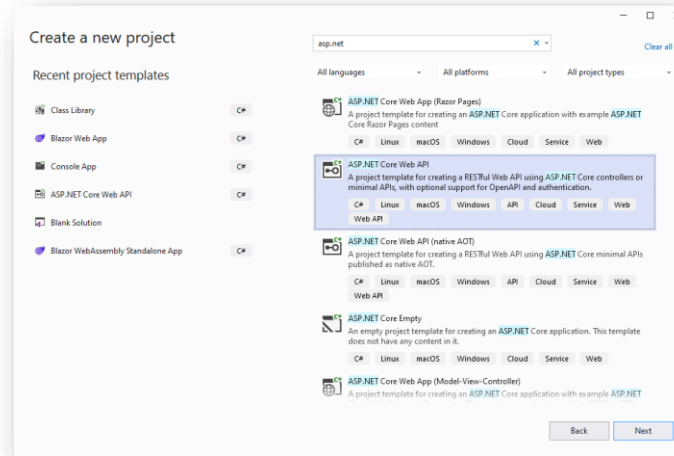 Create a new project
asp.net
Clear all
Recent project templates
All languages
All platforms
All project types
Class Library
C#
Blazor Web App
C#
Console App
C#
ASP.NET Core Web API
C#
Blank Solution
Blazor WebAssembly Standalone App
C#
ASP.NET Core Web App (Razor Pages)
A project template for creating an ASP.NET Core application with example ASP.NET
Core Razor Pages content
C# Linux macOS Windows Cloud Service Web
ASP.NET Core Web API
A project template for creating a RESTful Web API using ASP.NET Core controllers or
minimal APIs, with optional support for OpenAPI and authentication.
C# Linux macOS Windows API Cloud Service Web
Web API
ASP.NET Core Web API (native AOT)
A project template for creating a RESTful Web API using ASP.NET Core minimal APIs
published as native AOT.
C# Linux macOS Windows API Cloud Service Web
Web API
ASP.NET Core Empty
An empty project template for creating an ASP.NET Core application. This template
does not have any content in it.
C# Linux macOS Windows Cloud Service Web
ASP.NET Core Web App (Model-View-Controller)
A project template for creating an ASP.NET Core application with example ASP.NET
Back
Next